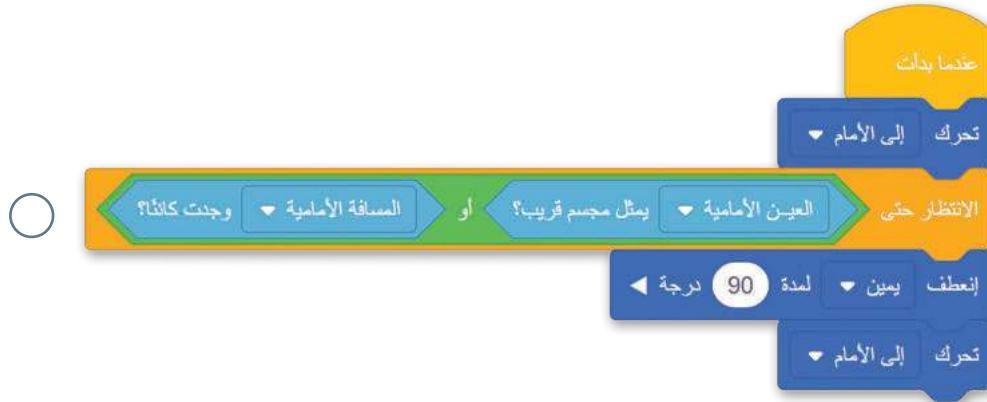 عندما بدأت
تحرك إلى الأمام
الانتظار حتى العين الأمامية يمثل مجسم قريب؟ أو المسافة الأمامية وجدت كائنًا؟
إنعطف يمين لمدة 90 درجة
تحرك إلى الأمام